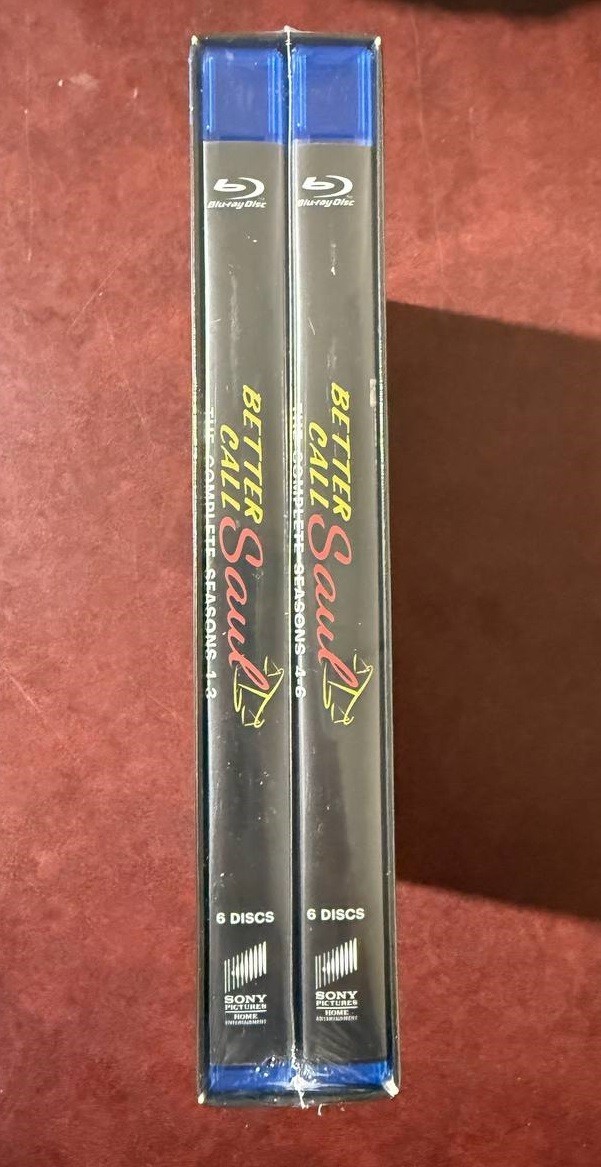 Blu-ray Disc
BETTER
CALL
Saul
THE COMPLETE SEASONS 1-3
6 DISCS
SONY
PICTURES
HOME
ENTERTAINMENT
Blu-ray Disc
BETTER
CALL
Saul
THE COMPLETE SEASONS 4-6
6 DISCS
SONY
PICTURES
HOME
ENTERTAINMENT